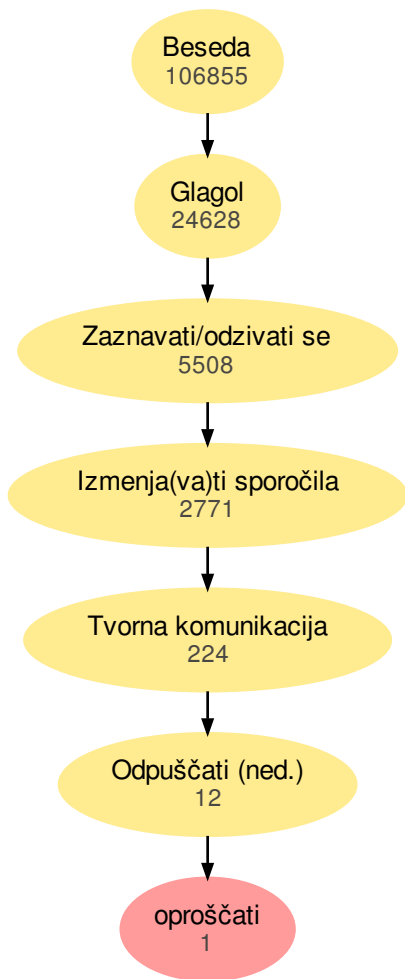 Beseda
106855
Glagol
24628
Zaznavati/odzivati se
5508
Izmenja(va)ti sporočila
2771
Tvorna komunikacija
224
Odpuščati (ned.)
12
oproščati
1